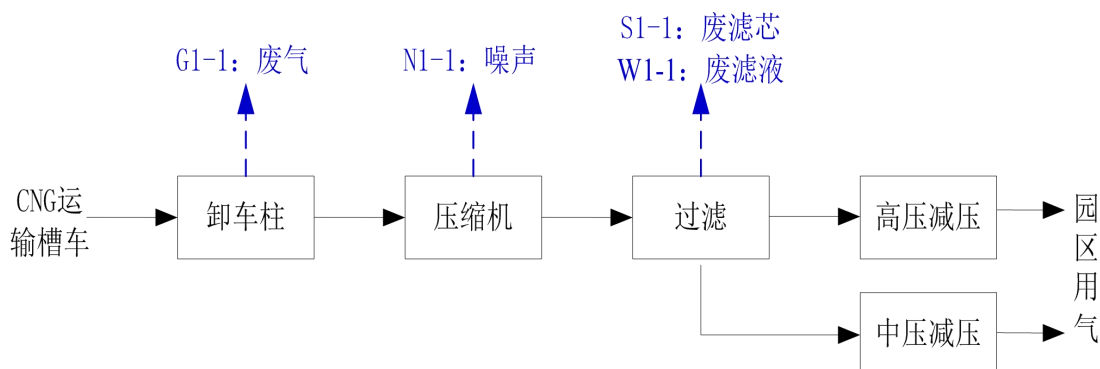 G1-1：废气
N1-1：噪声
S1-1：废滤芯
W1-1：废滤液
CNG运
输槽车
卸车柱
压缩机
过滤
高压减压
中压减压
园
区
用
气